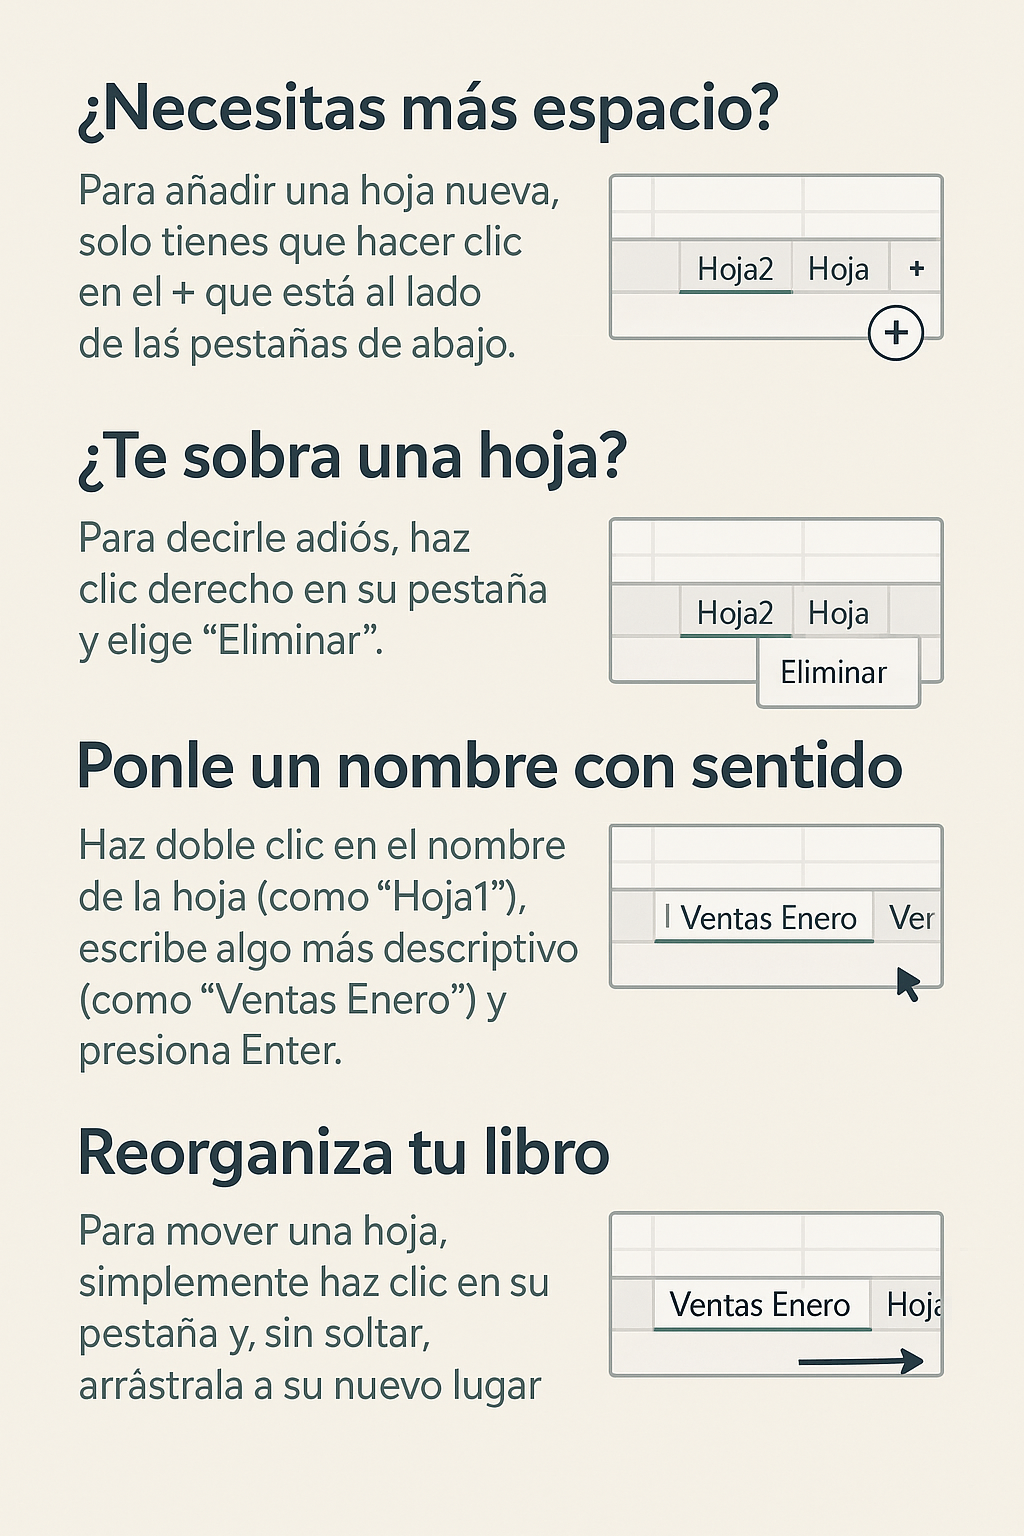 ¿Necesitas más espacio?
Para añadir una hoja nueva,
solo tienes que hacer clic
en el + que está al lado
de laś pestañas de abajo.
Hoja2 Hoja +
+
¿Te sobra una hoja?
Para decirle adiós, haz
clic derecho en su pestaña
y elige “Eliminar”.
Hoja2 Hoja
Eliminar
Ponle un nombre con sentido
Haz doble clic en el nombre
de la hoja (como “Hoja1”),
escribe algo más descriptivo
(como “Ventas Enero”) y
presiona Enter.
Ventas Enero Ver
Reorganiza tu libro
Para mover una hoja,
simplemente haz clic en su
pestaña y, sin soltar,
arrâstrala a su nuevo lugar
Ventas Enero Hoja